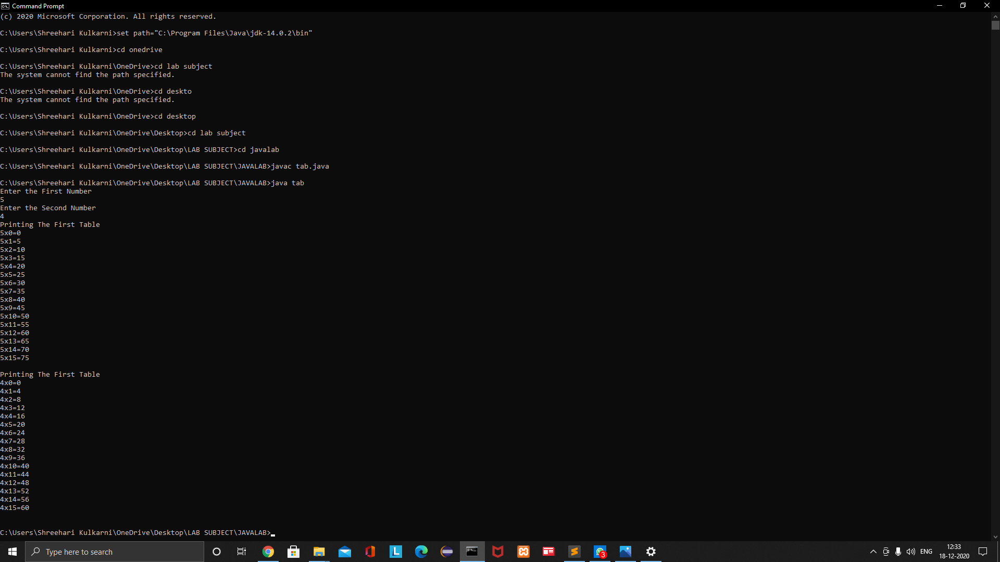 Command Prompt
(c) 2020 Microsoft Corporation. All rights reserved.
C:\Users\Shreehari Kulkarni>set path="C:\Program Files\Java\jdk-14.0.2\bin"
C:\Users\Shreehari Kulkarni>cd onedrive
C:\Users\Shreehari Kulkarni\OneDrive>cd lab subject
The system cannot find the path specified.
C:\Users\Shreehari Kulkarni\OneDrive>cd deskto
The system cannot find the path specified.
C:\Users\Shreehari Kulkarni\OneDrive>cd desktop
C:\Users\Shreehari Kulkarni\OneDrive\Desktop>cd lab subject
C:\Users\Shreehari Kulkarni\OneDrive\Desktop\LAB SUBJECT>cd javalab
C:\Users\Shreehari Kulkarni\OneDrive\Desktop\LAB SUBJECT\JAVALAB>javac tab.java
C:\Users\Shreehari Kulkarni\OneDrive\Desktop\LAB SUBJECT\JAVALAB>java tab
Enter the First Number
5
Enter the Second Number
4
Printing The First Table
5x0=0
5x1=5
5x2=10
5x3=15
5x4=20
5x5=25
5x6=30
5x7=35
5x8=40
5x9=45
5x10=50
5x11=55
5x12=60
5x13=65
5x14=70
5x15=75
Printing The First Table
4x0=0
4x1=4
4x2=8
4x3=12
4x4=16
4x5=20
4x6=24
4x7=28
4x8=32
4x9=36
4x10=40
4x11=44
4x12=48
4x13=52
4x14=56
4x15=60
C:\Users\Shreehari Kulkarni\OneDrive\Desktop\LAB SUBJECT\JAVALAB>
Type here to search
L
3
ENG
12:33
18-12-2020